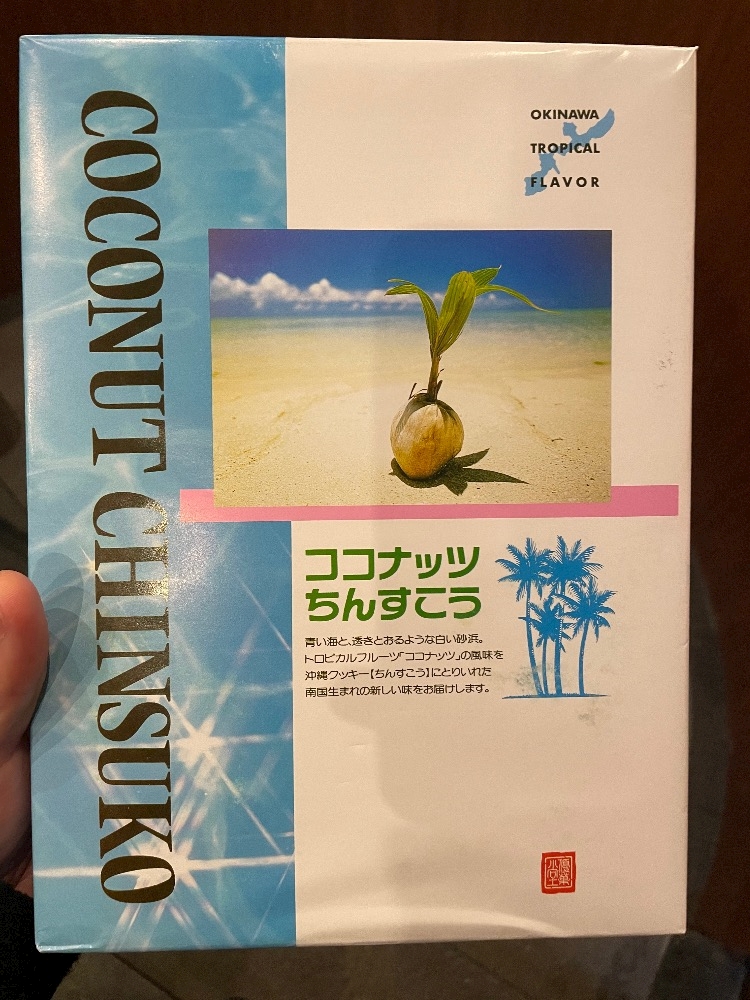 COCONUT CHINSUKO
OKINAWA
TROPICAL
FLAVOR
ココナッツ
ちんすこう
青い海と、透きとおるような白い砂浜。
トロピカルフルーツ「ココナッツ」の風味を
沖縄クッキー【ちんすこう】にとりいれた
南国生まれの新しい味をお届けします。